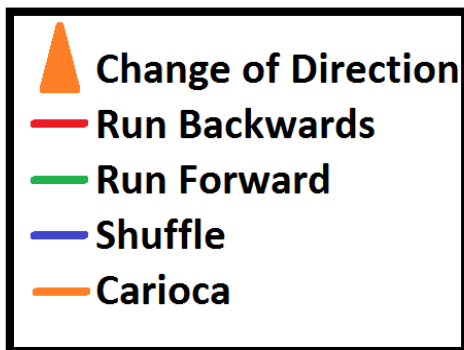 Change of Direction
Run Backwards
Run Forward
Shuffle
Carioca